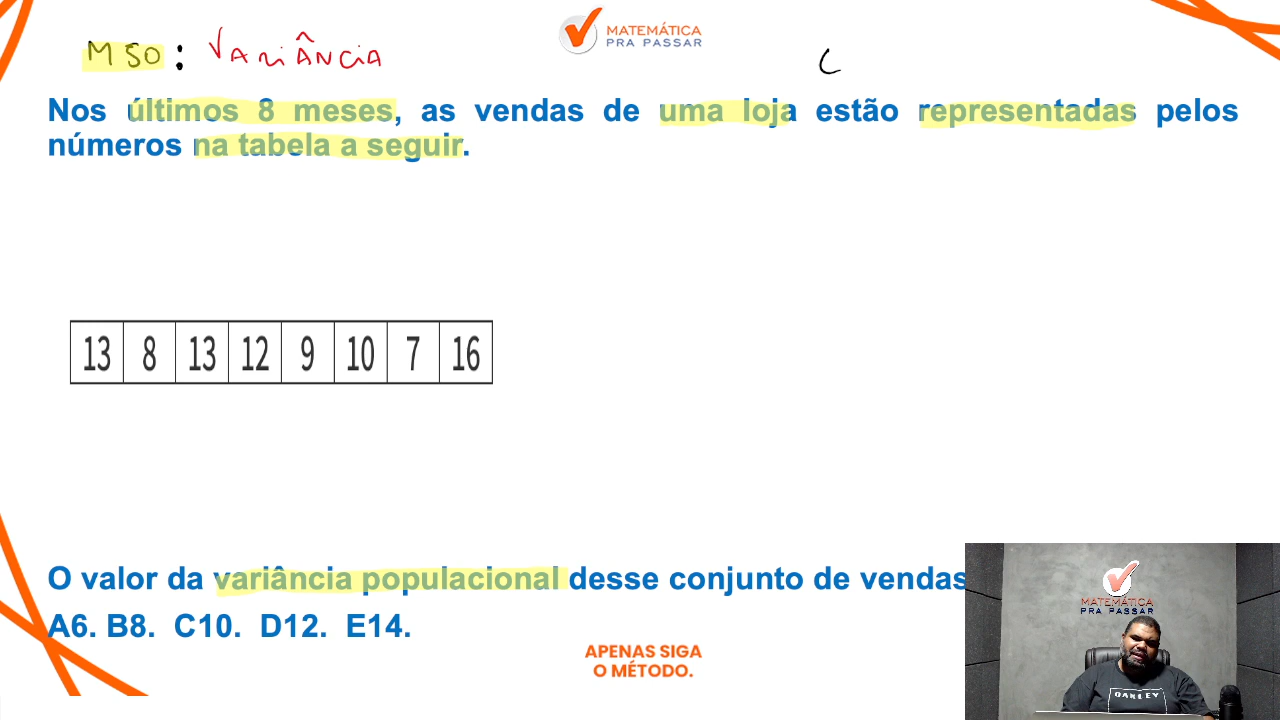 MATEMÁTICA
PRA PASSAR
M50: VARIÂNCIA
C
Nos últimos 8 meses, as vendas de uma loja estão representadas pelos
números na tabela a seguir.
13 8 13 12 9 10 7 16
O valor da variância populacional desse conjunto de vendas
A6. B8. C10. D12. E14.
APENAS SIGA
O MÉTODO.
MATEMÁTICA
PRA PASSAR
OAKLEY